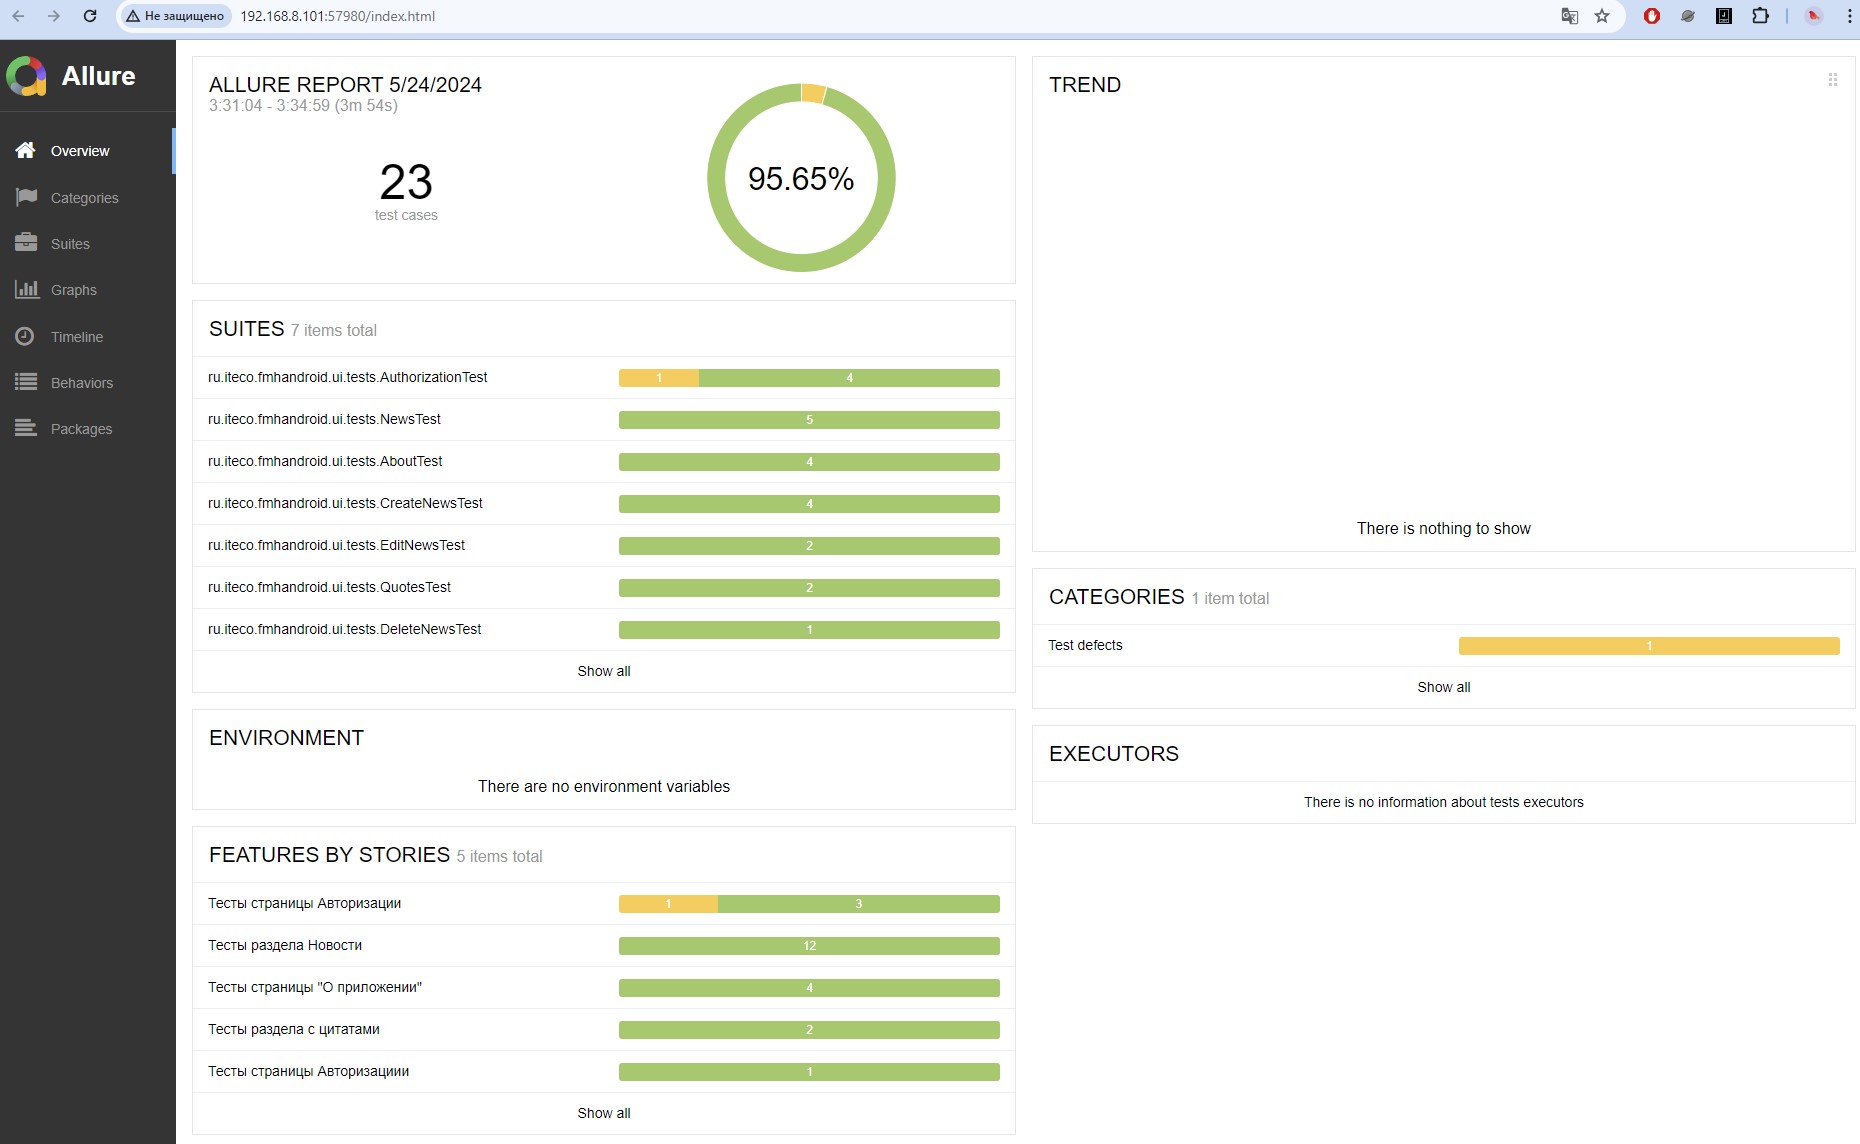 Не защищено
192.168.8.101:57980/index.html
Allure
Overview
Categories
Suites
Graphs
Timeline
Behaviors
Packages
ALLURE REPORT 5/24/2024
3:31:04 - 3:34:59 (3m 54s)
23
test cases
95.65%
SUITES 7 items total
ru.iteco.fmhandroid.ui.tests.AuthorizationTest 1 4
ru.iteco.fmhandroid.ui.tests.NewsTest 5
ru.iteco.fmhandroid.ui.tests.AboutTest 4
ru.iteco.fmhandroid.ui.tests.CreateNewsTest 4
ru.iteco.fmhandroid.ui.tests.EditNewsTest 2
ru.iteco.fmhandroid.ui.tests.QuotesTest 2
ru.iteco.fmhandroid.ui.tests.DeleteNewsTest 1
Show all
ENVIRONMENT
There are no environment variables
FEATURES BY STORIES 5 items total
Тесты страницы Авторизации 1 3
Тесты раздела Новости 12
Тесты страницы "О приложении" 4
Тесты раздела с цитатами 2
Тесты страницы Авторизациии 1
Show all
TREND
There is nothing to show
CATEGORIES 1 item total
Test defects 1
Show all
EXECUTORS
There is no information about tests executors